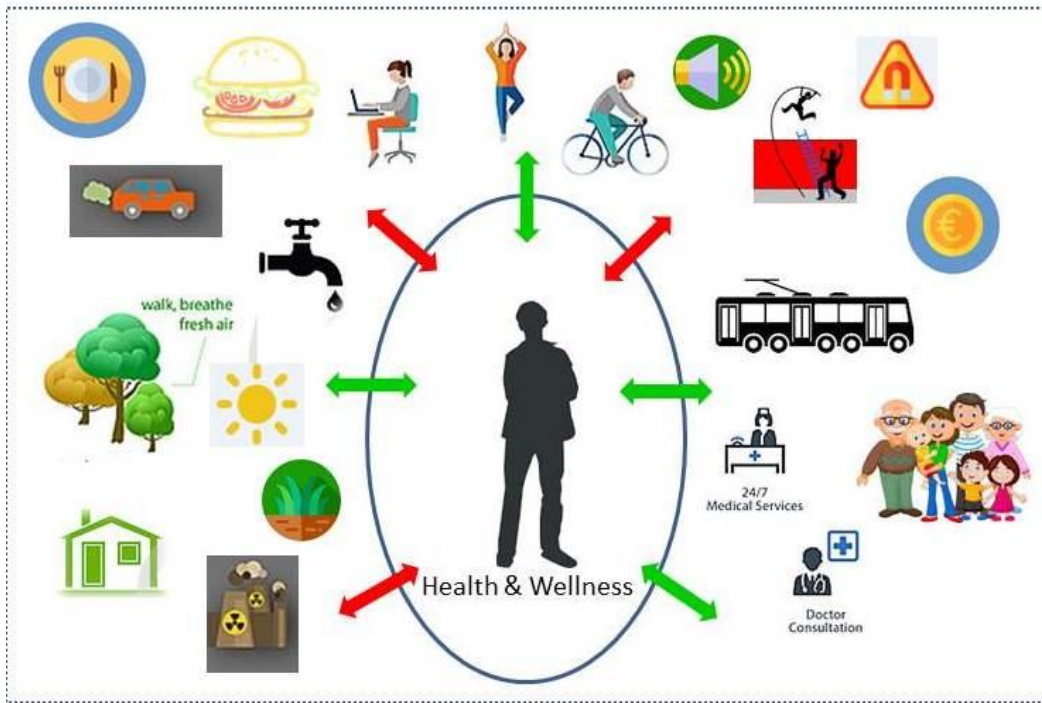 walk, breathe
fresh air
€
24/7
Medical Services
Health & Wellness
Doctor
Consultation